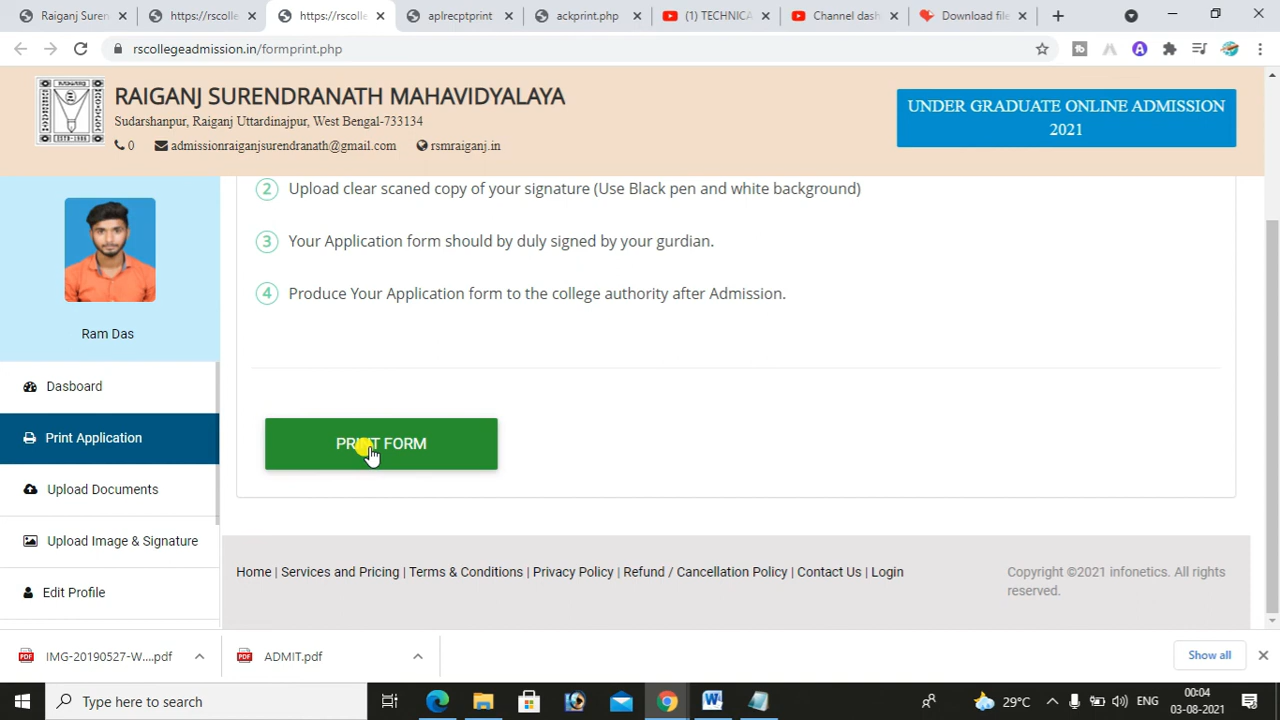 Raiganj Suren
https://rscolle
https://rscolle
aplrecptprint
ackprint.php
(1) TECHNICA
Channel dash
Download file
rscollegeadmission.in/formprint.php
RAIGANJ SURENDRANATH MAHAVIDYALAYA
Sudarshanpur, Raiganj Uttardinajpur, West Bengal-733134
0 admissionraiganjsurendranath@gmail.com rsmraiganj.in
UNDER GRADUATE ONLINE ADMISSION
2021
2 Upload clear scaned copy of your signature (Use Black pen and white background)
3 Your Application form should by duly signed by your gurdian.
4 Produce Your Application form to the college authority after Admission.
Ram Das
Dasboard
Print Application
Upload Documents
Upload Image & Signature
Edit Profile
PRINT FORM
Home | Services and Pricing | Terms & Conditions | Privacy Policy | Refund / Cancellation Policy | Contact Us | Login
Copyright ©2021 infonetics. All rights
reserved.
IMG-20190527-W....pdf
ADMIT.pdf
Show all
Type here to search
29°C
ENG
00:04
03-08-2021